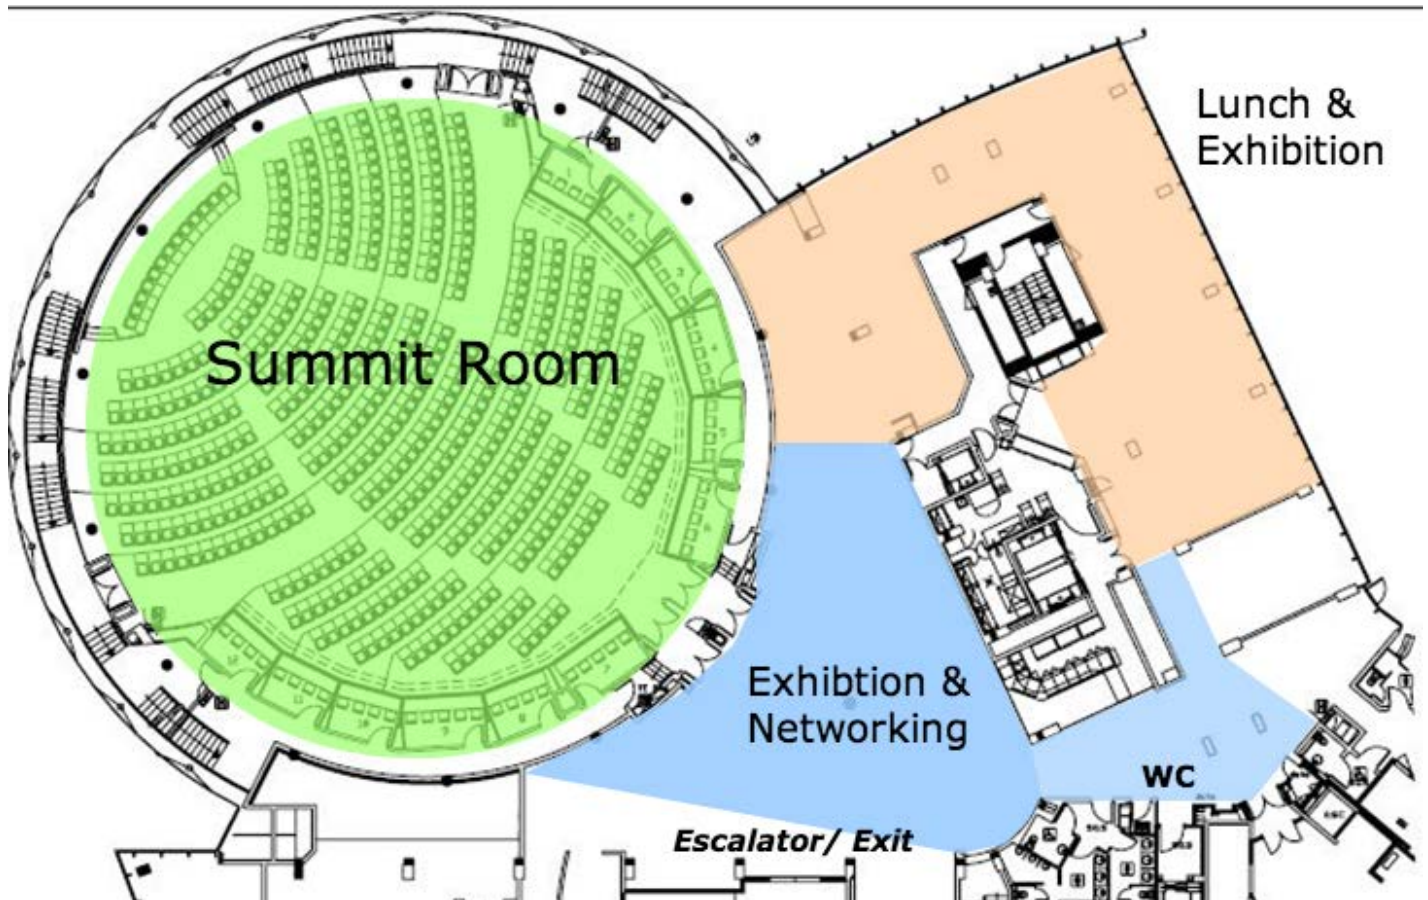 Lunch &
Exhibition
Summit Room
Exhibtion &
Networking
WC
Escalator/ Exit